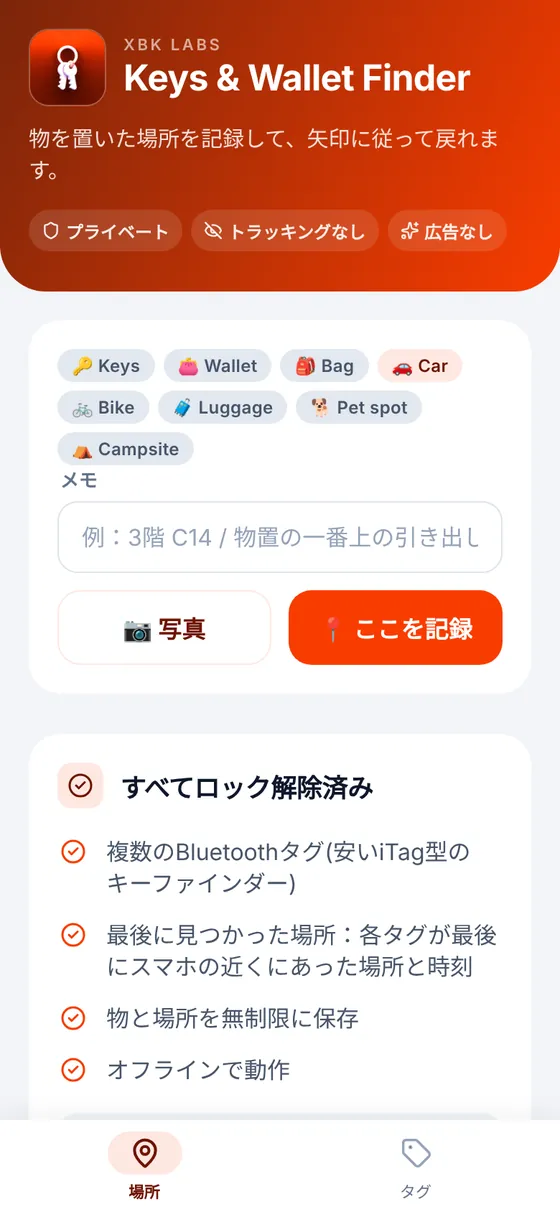 XBK LABS
Keys & Wallet Finder
物を置いた場所を記録して、矢印に従って戻れま
す。
プライベート トラッキングなし 広告なし
Keys Wallet Bag Car
Bike Luggage Pet spot
Campsite
メモ
例：3階 C14 / 物置の一番上の引き出し
写真 ここを記録
すべてロック解除済み
複数のBluetoothタグ(安いiTag型の
キーファインダー)
最後に見つかった場所：各タグが最後
にスマホの近くにあった場所と時刻
物と場所を無制限に保存
オフラインで動作
場所 タグ